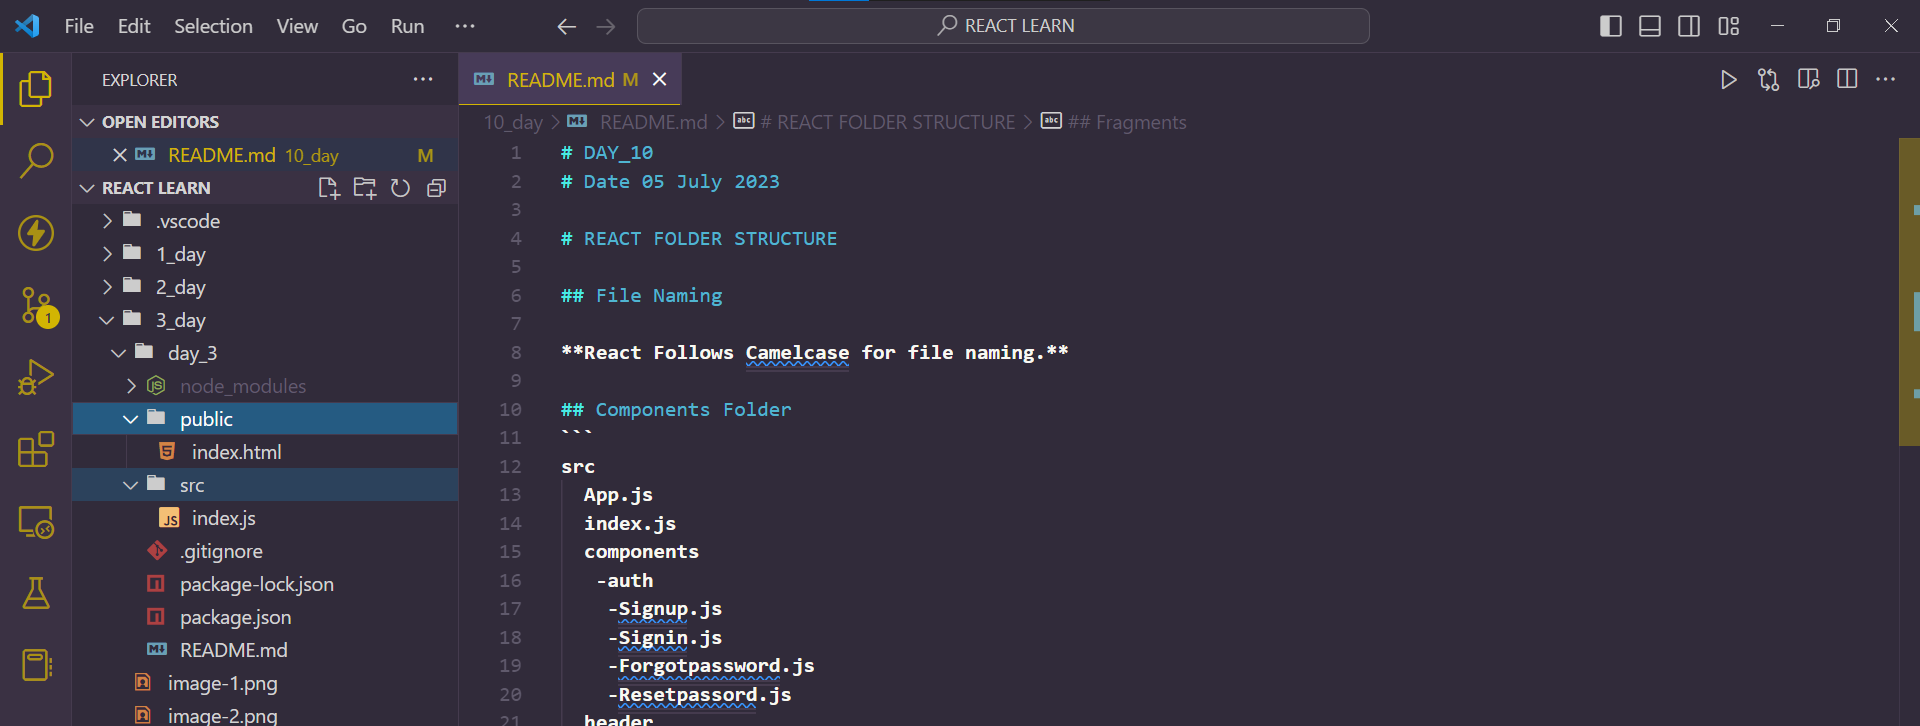 File Edit Selection View Go Run ··· REACT LEARN
EXPLORER ···
README.md M
OPEN EDITORS
README.md 10_day M
REACT LEARN
.vscode
1_day
2_day
3_day
day_3
node_modules
public
index.html
src
index.js
.gitignore
package-lock.json
package.json
README.md
image-1.png
image-2.png
1
10_day > README.md > # REACT FOLDER STRUCTURE > ## Fragments
1 # DAY_10
2 # Date 05 July 2023
3
4 # REACT FOLDER STRUCTURE
5
6 ## File Naming
7
8 **React Follows Camelcase for file naming.**
9
10 ## Components Folder
11 ```
12 src
13 App.js
14 index.js
15 components
16 -auth
17 -Signup.js
18 -Signin.js
19 -Forgotpassword.js
20 -Resetpassord.js
21 header